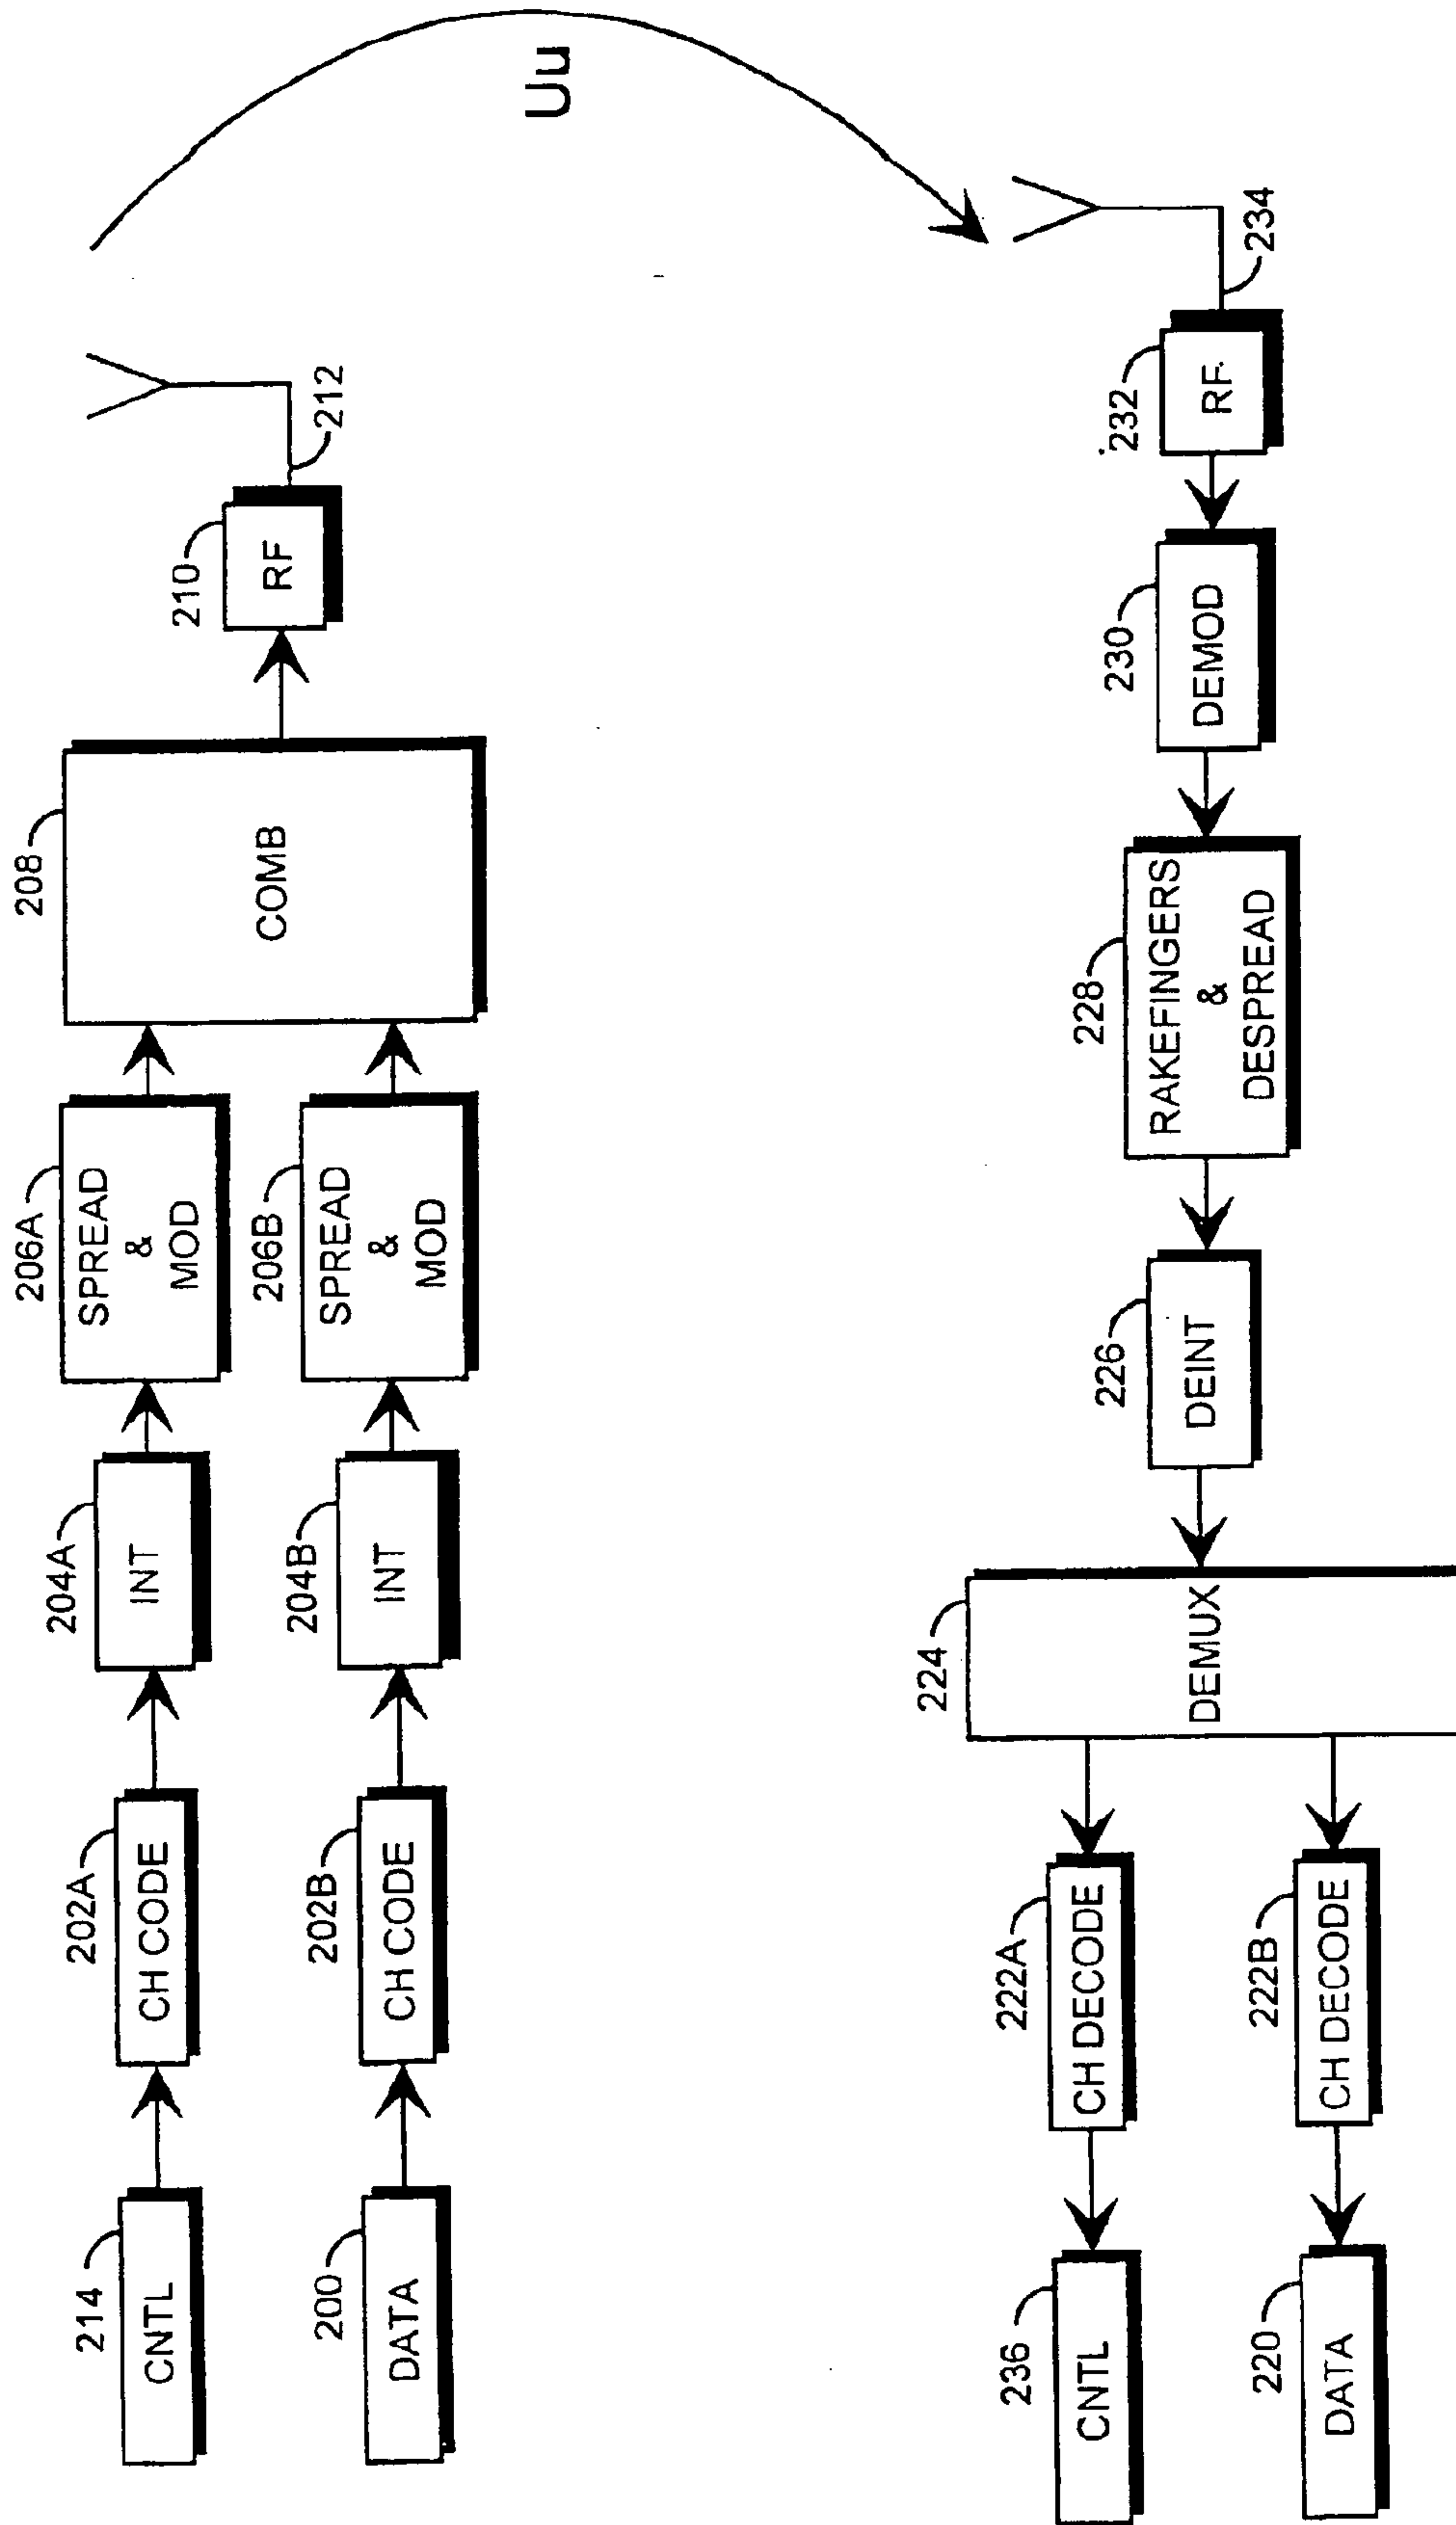 214
CNTL
202A
CH CODE
204A
INT
206A
SPREAD
&
MOD
208
COMB
210
RF
212
200
DATA
202B
CH CODE
204B
INT
206B
SPREAD
&
MOD
Uu
236
CNTL
222A
CH DECODE
224
DEMUX
226
DEINT
228
RAKEFINGERS
&
DESPREAD
230
DEMOD
232
RF
234
220
DATA
222B
CH DECODE